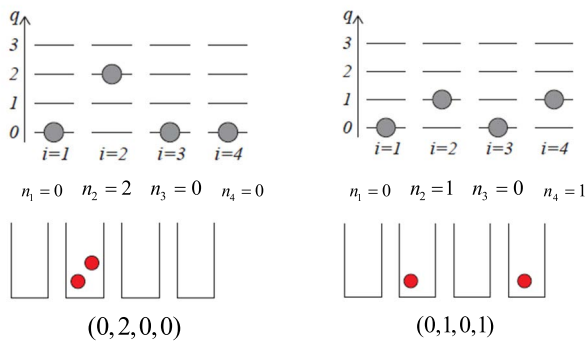 q
3
2
1
0
i=1 i=2 i=3 i=4
n₁ = 0 n₂ = 2 n₃ = 0 n₄ = 0
(0, 2, 0, 0)
q
3
2
1
0
i=1 i=2 i=3 i=4
n₁ = 0 n₂ = 1 n₃ = 0 n₄ = 1
(0,1,0,1)